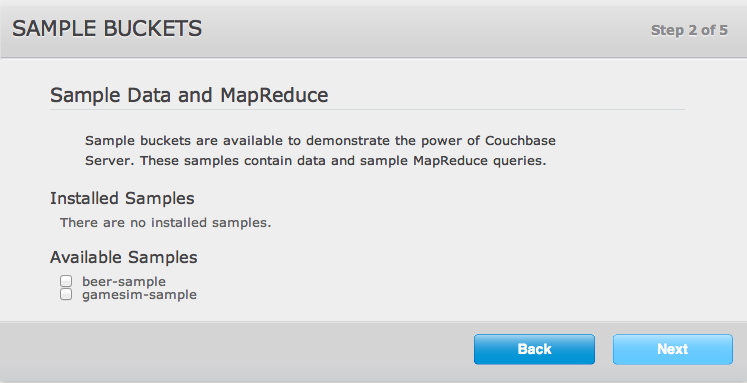 SAMPLE BUCKETS
Step 2 of 5
Sample Data and MapReduce
Sample buckets are available to demonstrate the power of Couchbase
Server. These samples contain data and sample MapReduce queries.
Installed Samples
There are no installed samples.
Available Samples
beer-sample
gamesim-sample
Back
Next